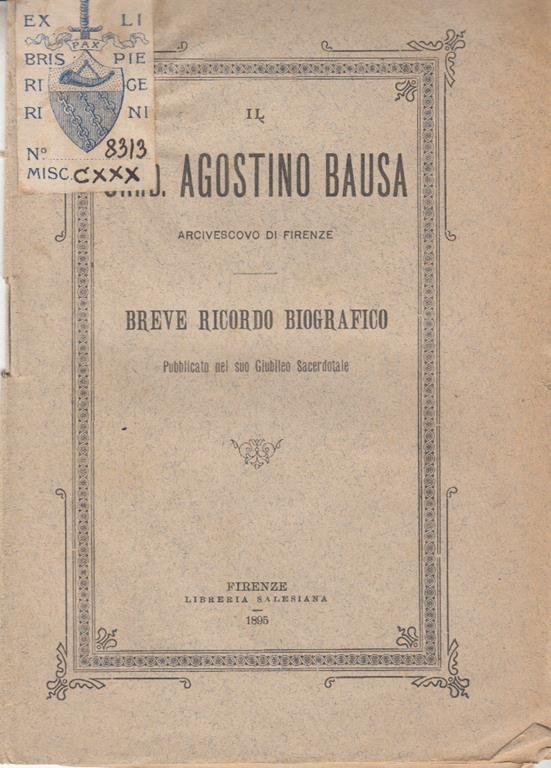 EX LI
PAX
BRIS PIE
RI GE
RI NI
N° 8313
MISC. CXXX
IL
CARD. AGOSTINO BAUSA
ARCIVESCOVO DI FIRENZE
BREVE RICORDO BIOGRAFICO
Pubblicato nel suo Giubileo Sacerdotale
FIRENZE
LIBRERIA SALESIANA
1895